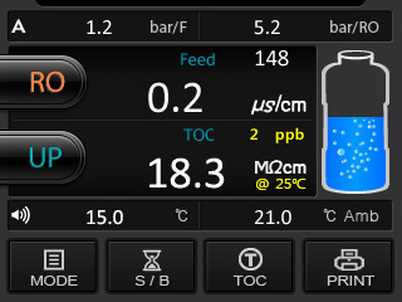 A 1.2 bar/F 5.2 bar/RO
Feed 148
RO 0.2 µs/cm
TOC 2 ppb
UP 18.3 MΩcm
@ 25℃
15.0 ℃ 21.0 ℃ Amb
MODE S / B TOC PRINT